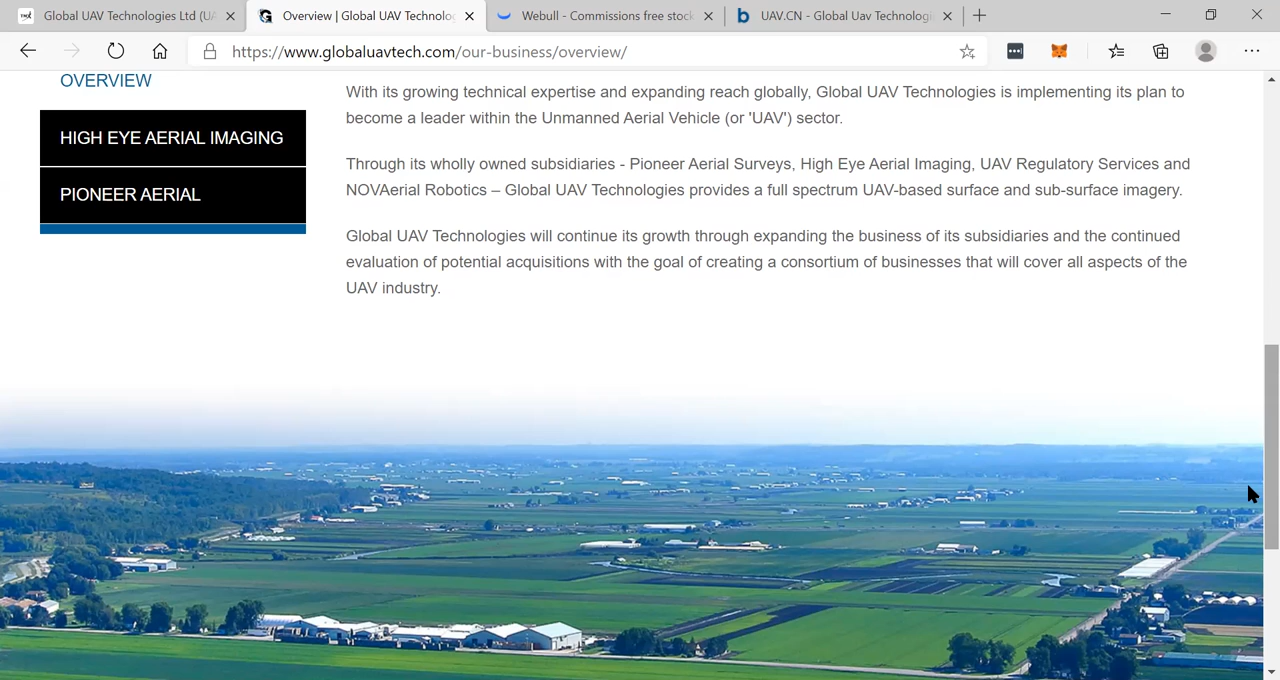 Global UAV Technologies Ltd (UA
Overview | Global UAV Technolo
Webull - Commissions free stock
UAV.CN - Global Uav Technologi
https://www.globaluavtech.com/our-business/overview/
OVERVIEW
HIGH EYE AERIAL IMAGING
PIONEER AERIAL
With its growing technical expertise and expanding reach globally, Global UAV Technologies is implementing its plan to
become a leader within the Unmanned Aerial Vehicle (or 'UAV') sector.
Through its wholly owned subsidiaries - Pioneer Aerial Surveys, High Eye Aerial Imaging, UAV Regulatory Services and
NOVAerial Robotics – Global UAV Technologies provides a full spectrum UAV-based surface and sub-surface imagery.
Global UAV Technologies will continue its growth through expanding the business of its subsidiaries and the continued
evaluation of potential acquisitions with the goal of creating a consortium of businesses that will cover all aspects of the
UAV industry.